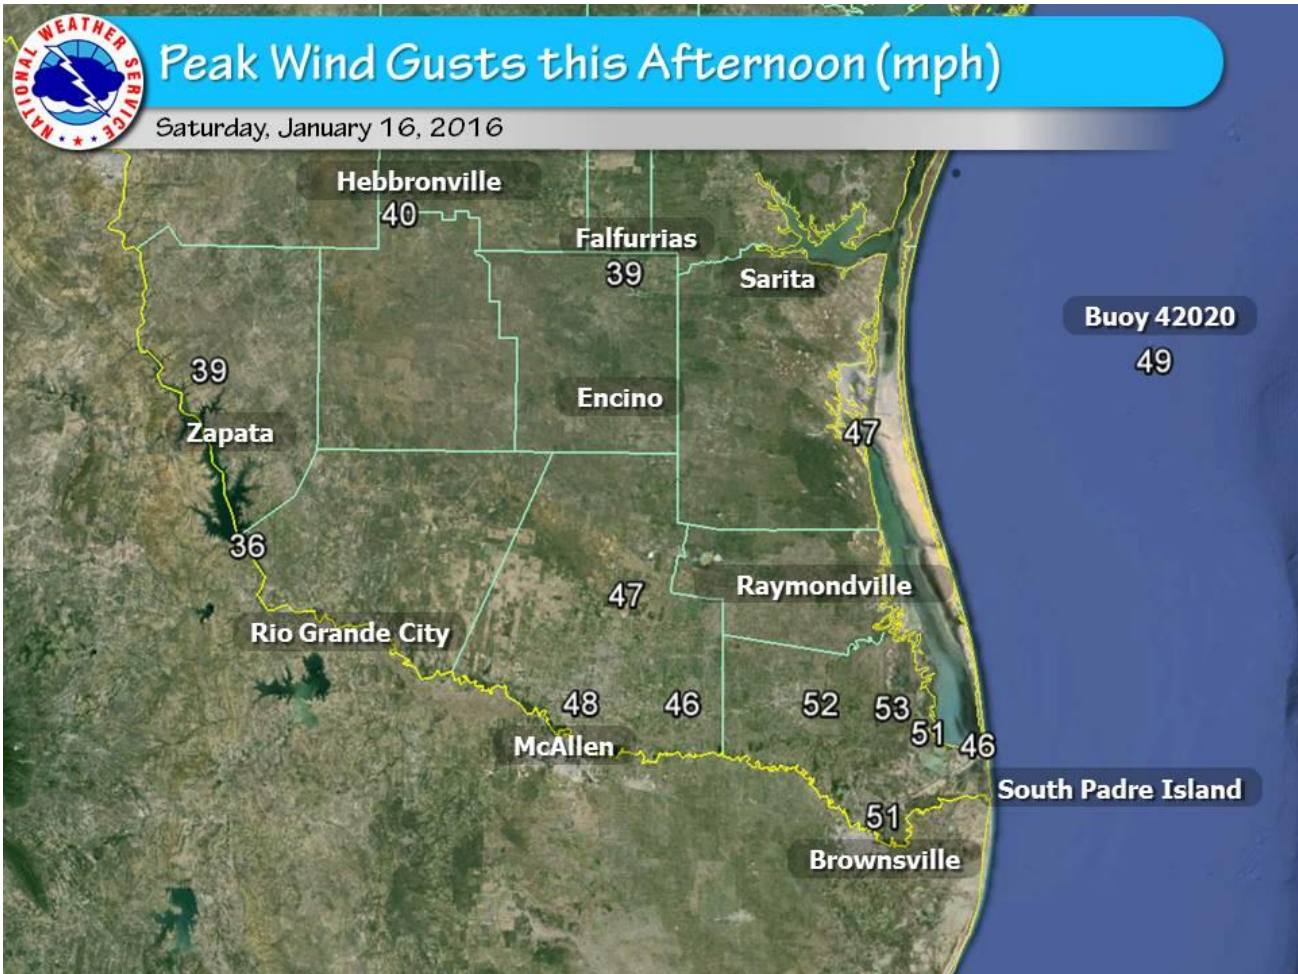 NATIONAL WEATHER SERVICE
Peak Wind Gusts this Afternoon (mph)
Saturday, January 16, 2016
Hebbronville
40
Falfurrias
39
Sarita
Buoy 42020
49
39
Encino
Zapata
47
36
Raymondville
47
Rio Grande City
48
46
52
53
51
46
McAllen
South Padre Island
51
Brownsville